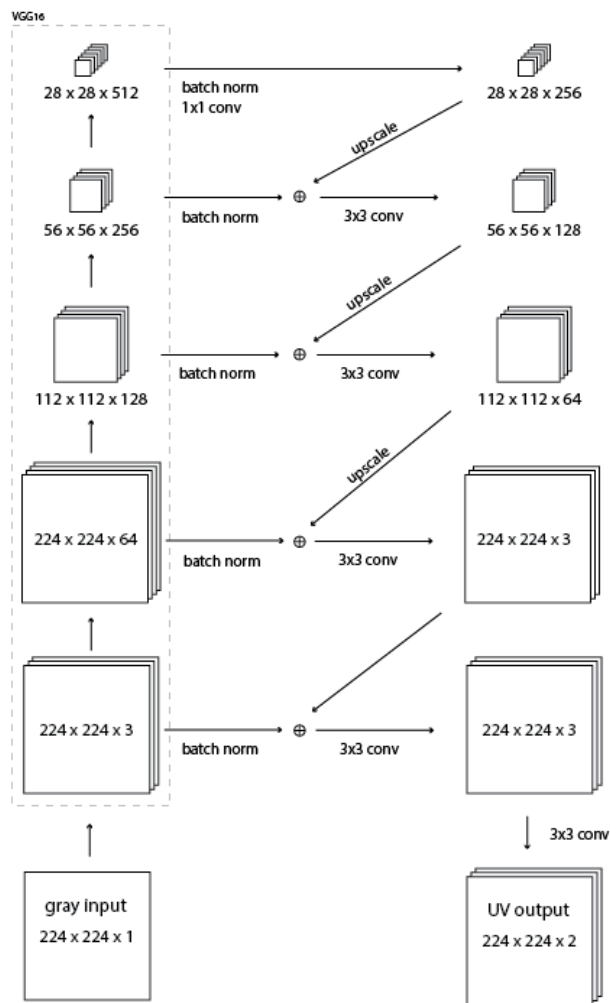 VGG16
28 x 28 x 512
batch norm
1x1 conv
28 x 28 x 256
upscale
56 x 56 x 256
batch norm
⊕
3x3 conv
56 x 56 x 128
upscale
112 x 112 x 128
batch norm
⊕
3x3 conv
112 x 112 x 64
upscale
224 x 224 x 64
batch norm
⊕
3x3 conv
224 x 224 x 3
224 x 224 x 3
batch norm
⊕
3x3 conv
224 x 224 x 3
3x3 conv
gray input
224 x 224 x 1
UV output
224 x 224 x 2